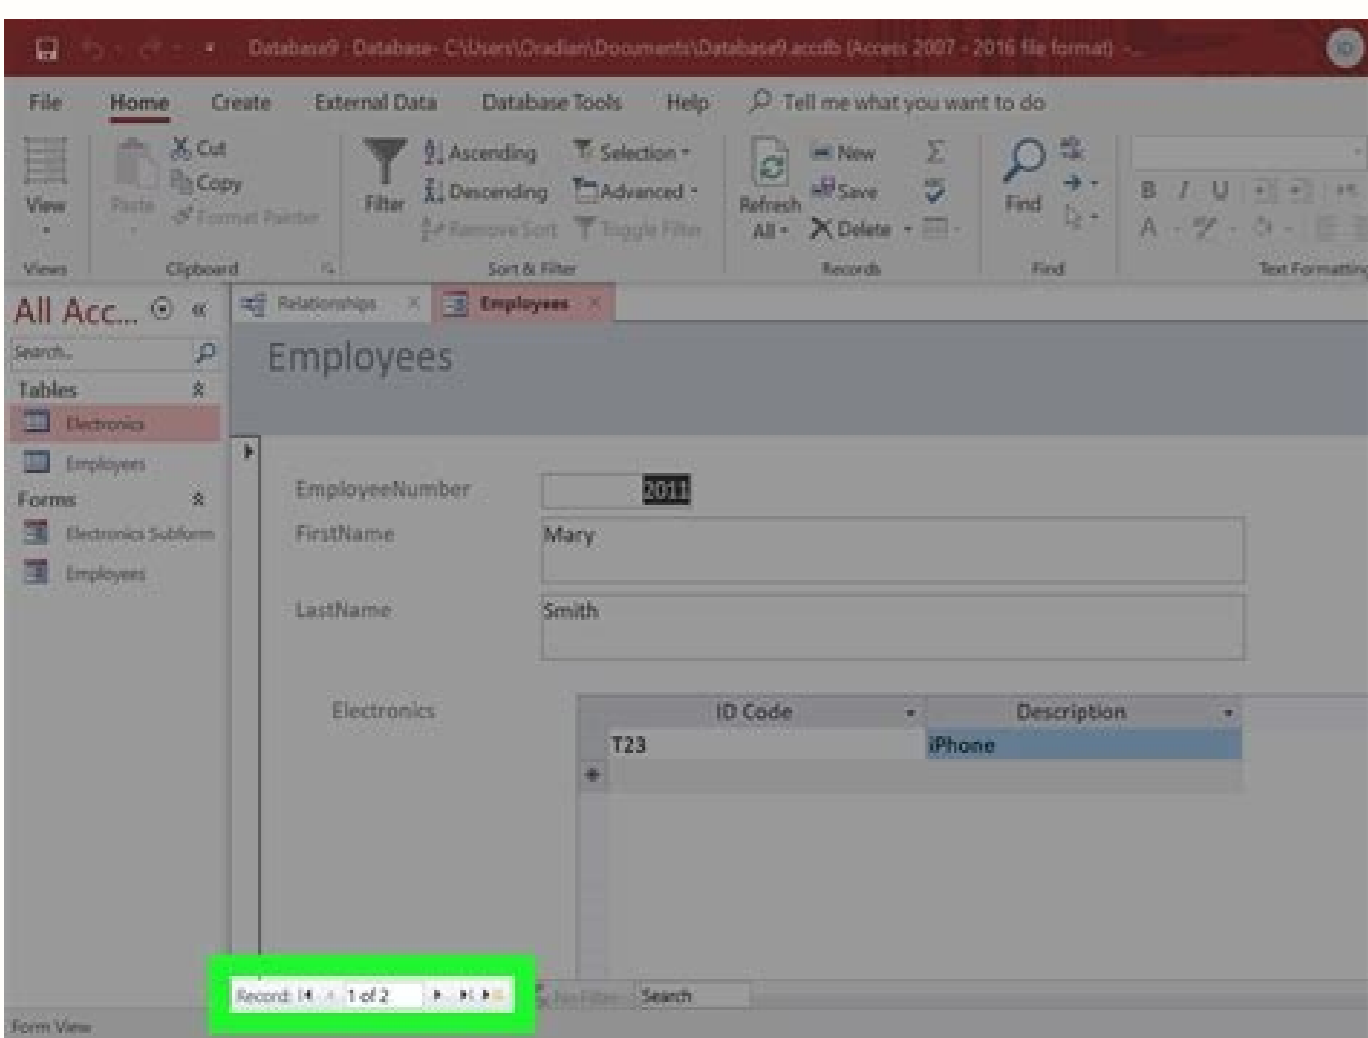 Database9 : Database- C:\Users\Oradian\Documents\Database9.accdb (Access 2007 - 2016 file format) -...
ID
File Home Create External Data Database Tools Help Tell me what you want to do
View
Views
Paste
Cut
Copy
Format Painter
Clipboard
Filter
Ascending
Descending
Remove Sort
Selection
Advanced
Toggle Filter
Sort & Filter
Refresh All
New
Save
Delete
Records
Find
Find
B I U
A
Text Formatting
All Acc...
Search...
Tables
Electronics
Employees
Forms
Electronics Subform
Employees
Relationships
Employees
Employees
EmployeeNumber 2011
FirstName Mary
LastName Smith
Electronics
ID Code Description
T23 iPhone
Record: 1 of 2 No Filter Search
Form View